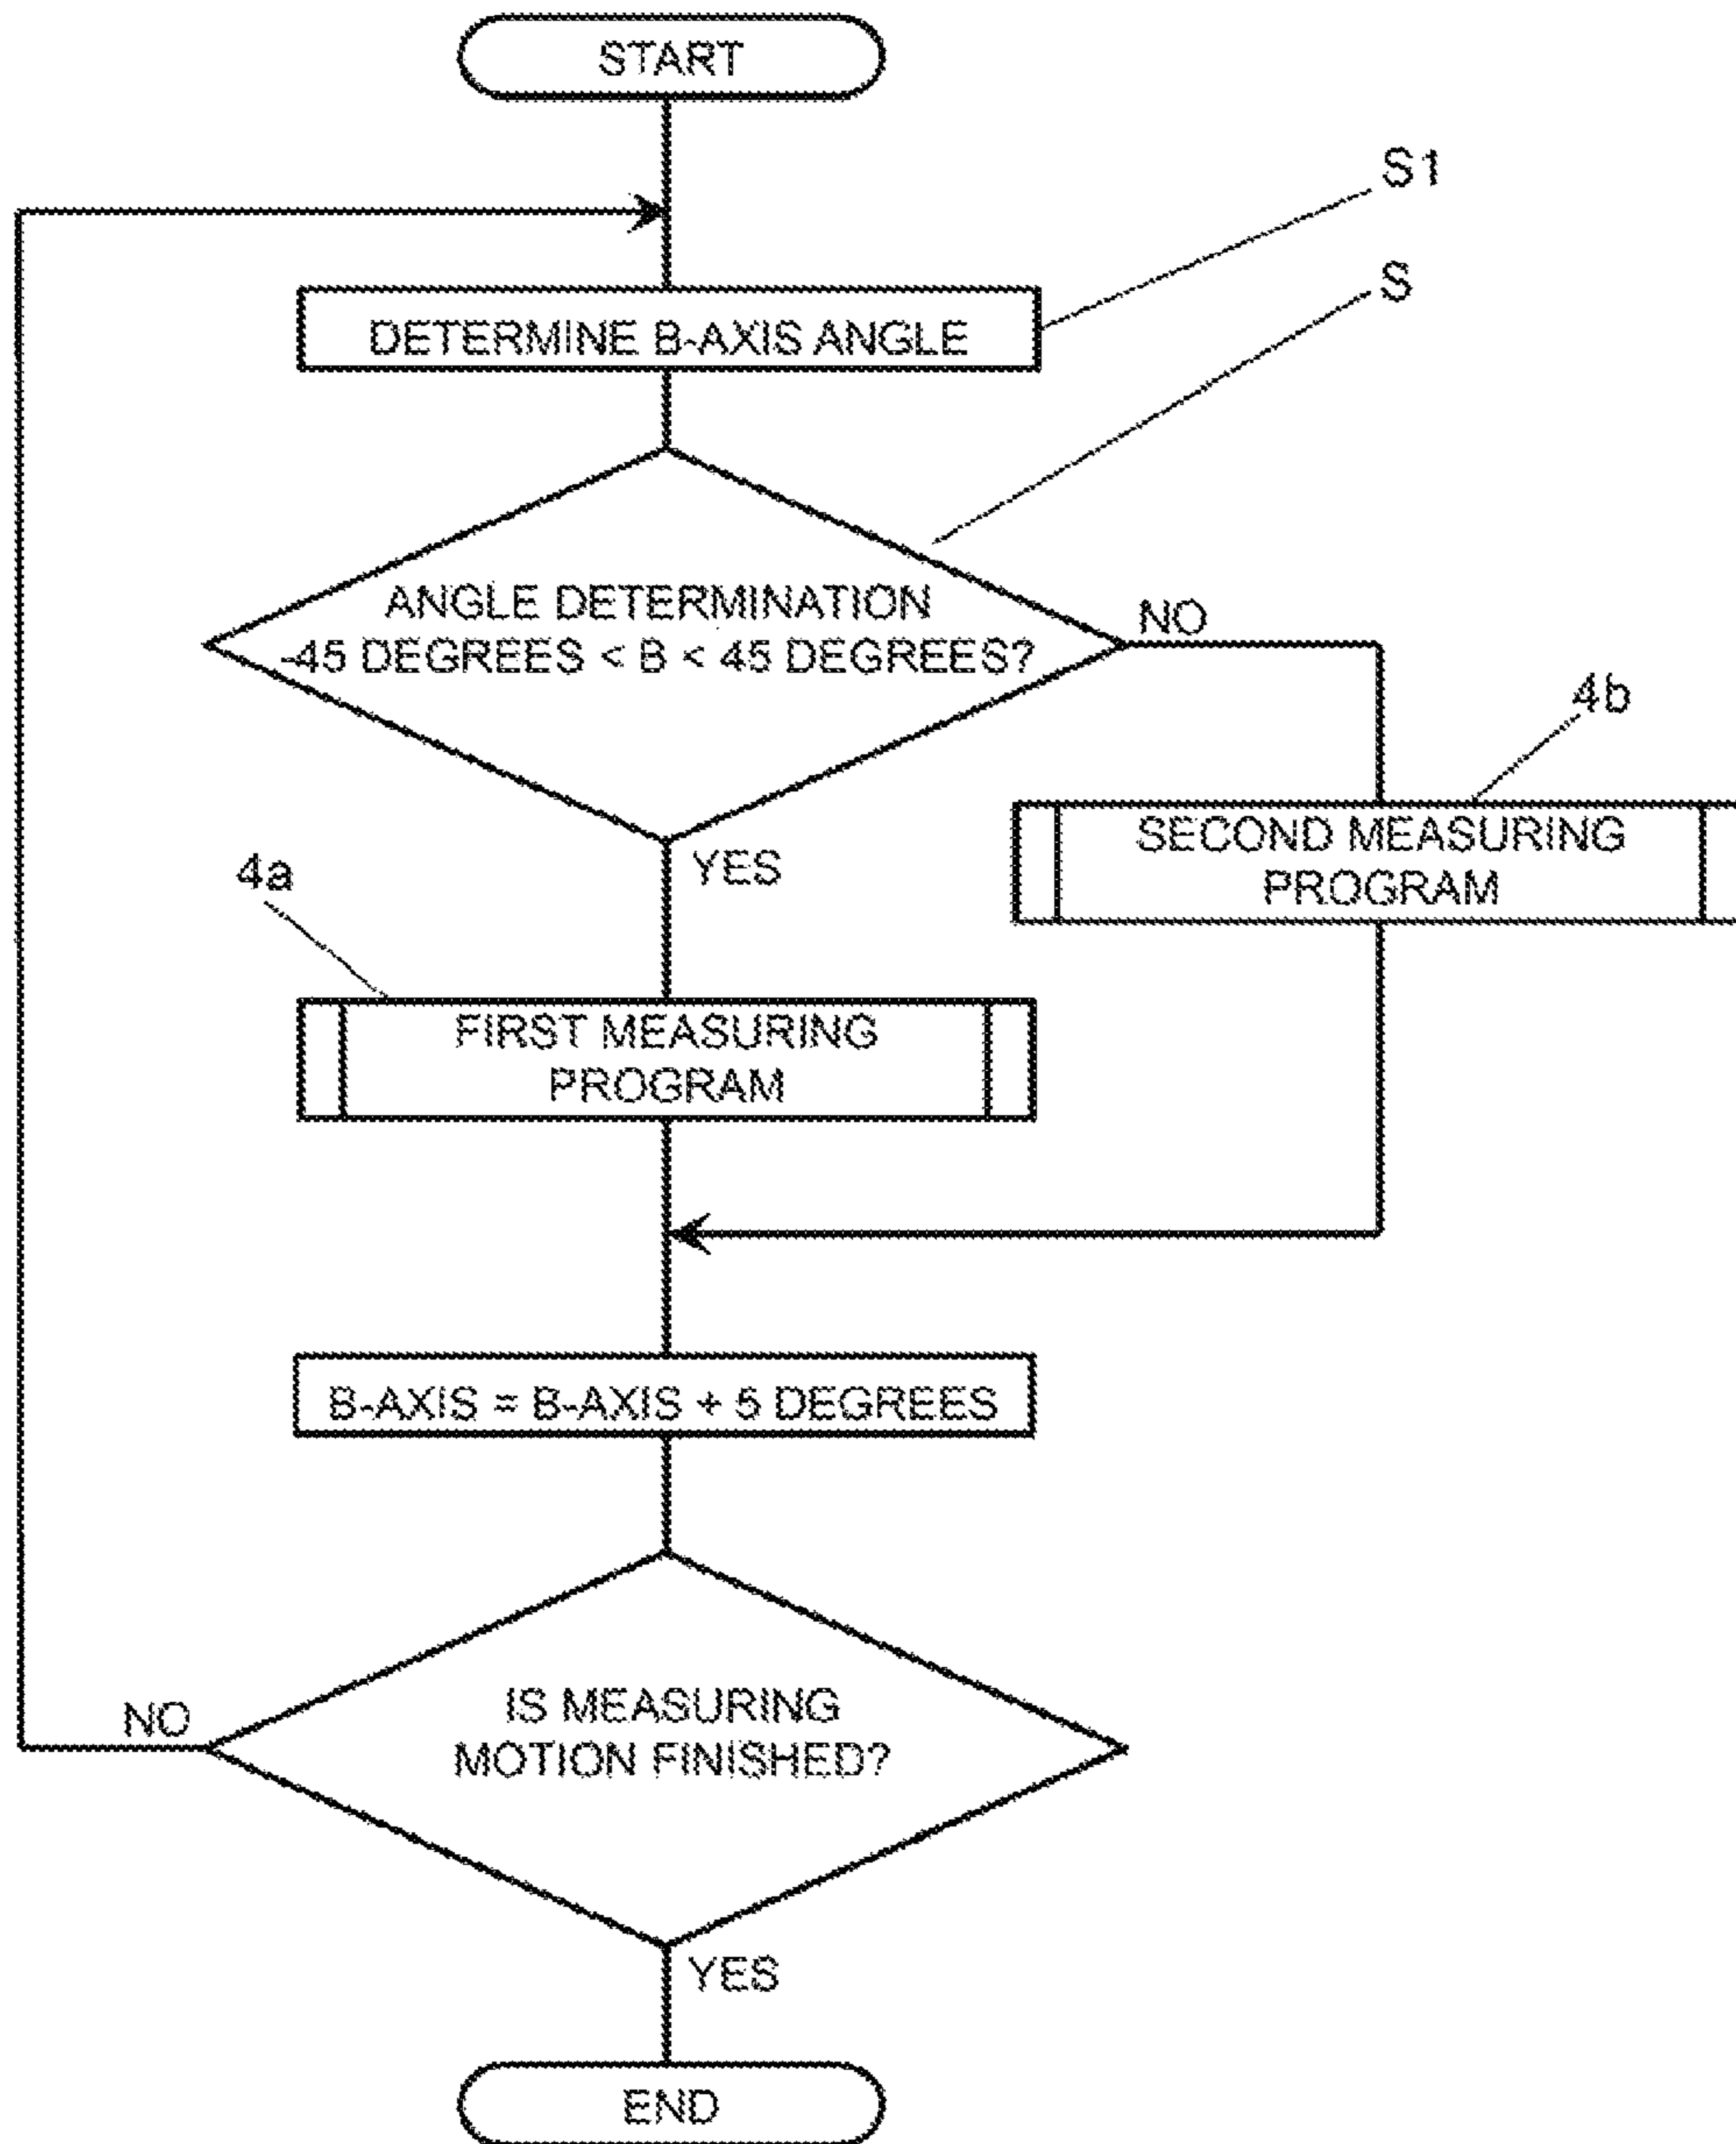 START
S1
S
DETERMINE B-AXIS ANGLE
ANGLE DETERMINATION
-45 DEGREES < B < 45 DEGREES?
NO
4b
SECOND MEASURING
PROGRAM
YES
4a
FIRST MEASURING
PROGRAM
B-AXIS = B-AXIS + 5 DEGREES
IS MEASURING
MOTION FINISHED?
NO
YES
END